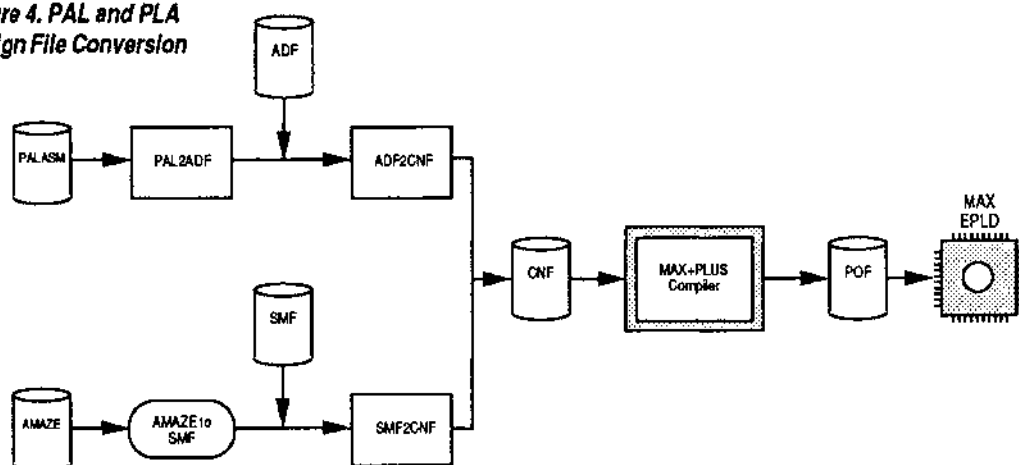 re 4. PAL and PLA
ign File Conversion
ADF
PALASM
PAL2ADF
ADF2CNF
MAX
EPLD
CNF
MAX+PLUS
Compiler
POF
SMF
AMAZE
AMAZE to
SMF
SMF2CNF